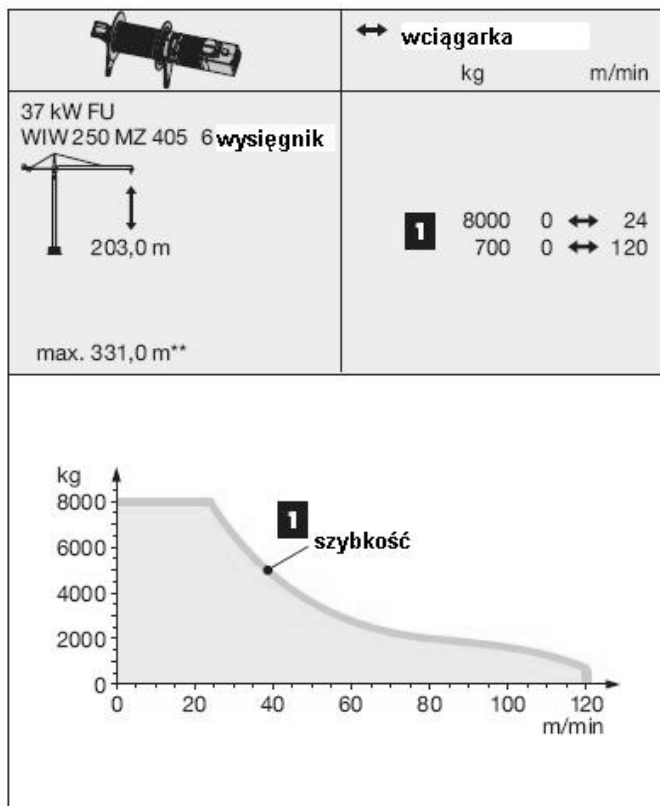 ↔ wciągarka
kg m/min
37 kW FU
WIW 250 MZ 405 6 wysięgnik
203,0 m
max. 331,0 m**
1 8000 0 ↔ 24
700 0 ↔ 120
kg
8000
6000
4000
2000
0
1
szybkość
0 20 40 60 80 100 120
m/min